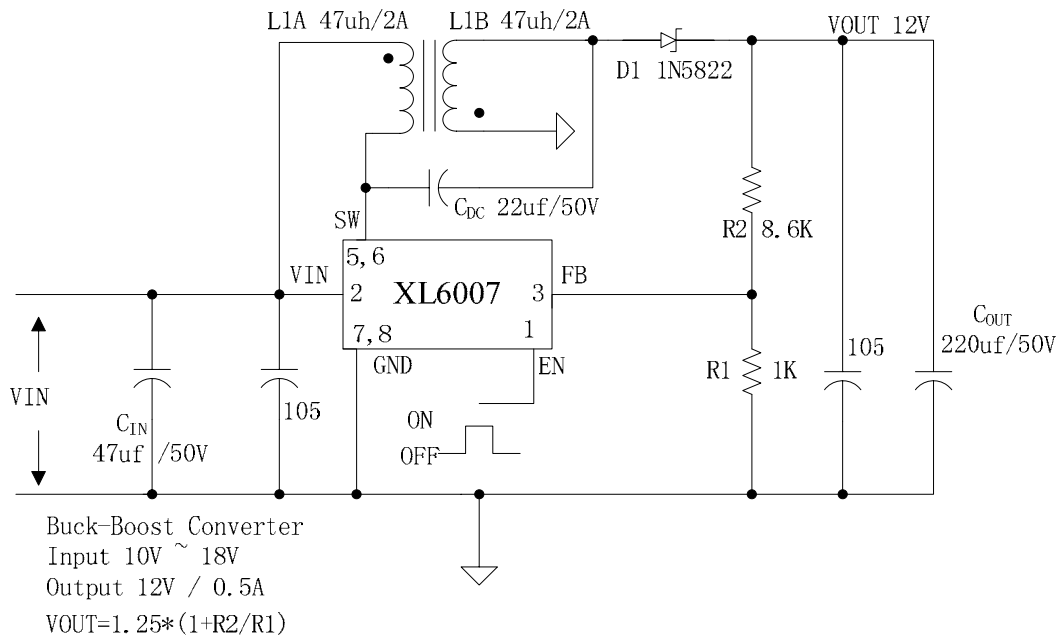 L1A 47uh/2A
L1B 47uh/2A
VOUT 12V
D1 1N5822
CDC 22uf/50V
R2 8.6K
SW
5,6
VIN
2
XL6007
3
FB
7,8
1
GND
EN
COUT
220uf/50V
105
R1 1K
VIN
105
CIN
47uf /50V
ON
OFF
Buck-Boost Converter
Input 10V ~ 18V
Output 12V / 0.5A
VOUT=1.25*(1+R2/R1)